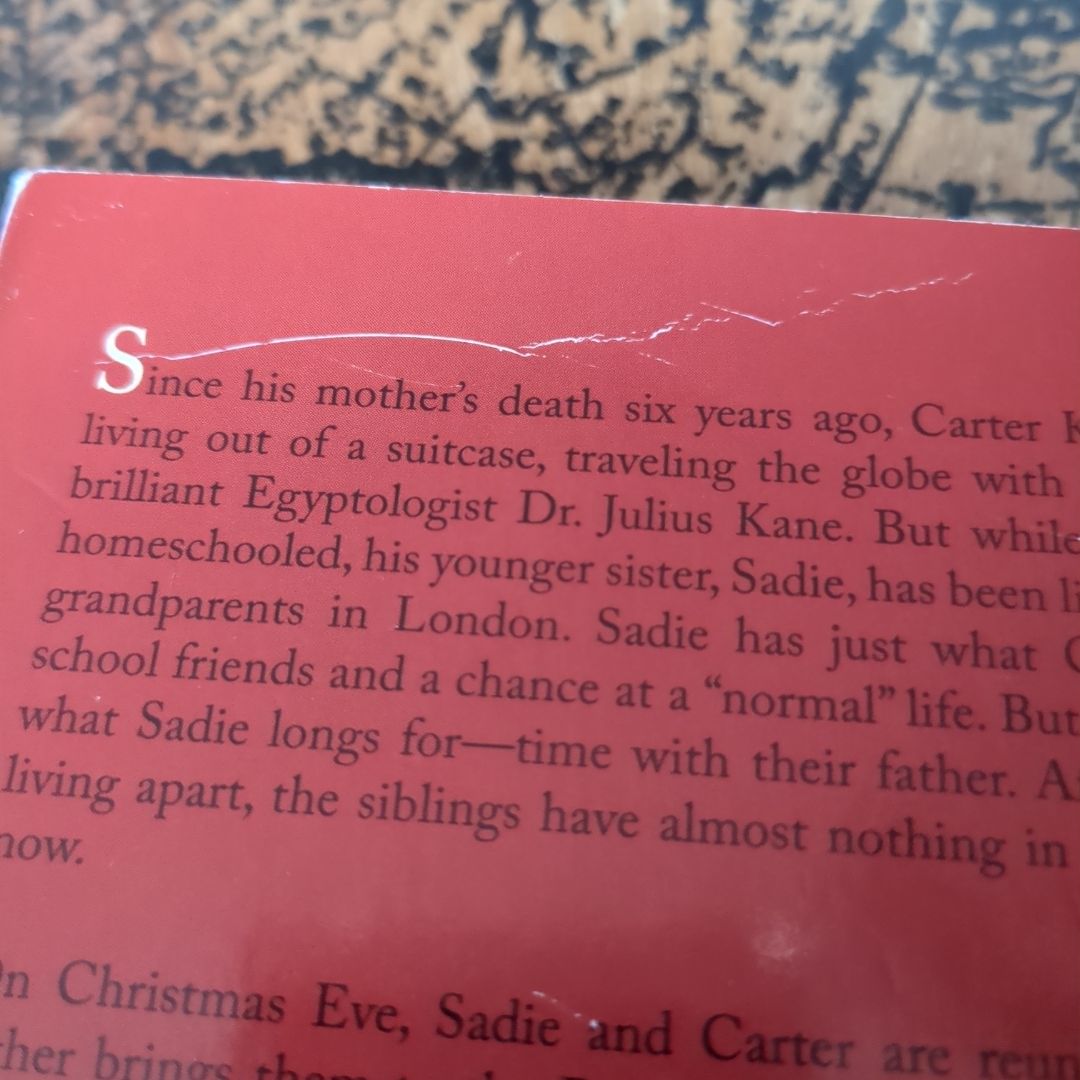 Since his mother's death six years ago, Carter
living out of a suitcase, traveling the globe with
brilliant Egyptologist Dr. Julius Kane. But while
homeschooled, his younger sister, Sadie, has been
grandparents in London. Sadie has just what
school friends and a chance at a “normal” life. But
what Sadie longs for—time with their father.
living apart, the siblings have almost nothing in
now.
On Christmas Eve, Sadie and Carter are
brings them